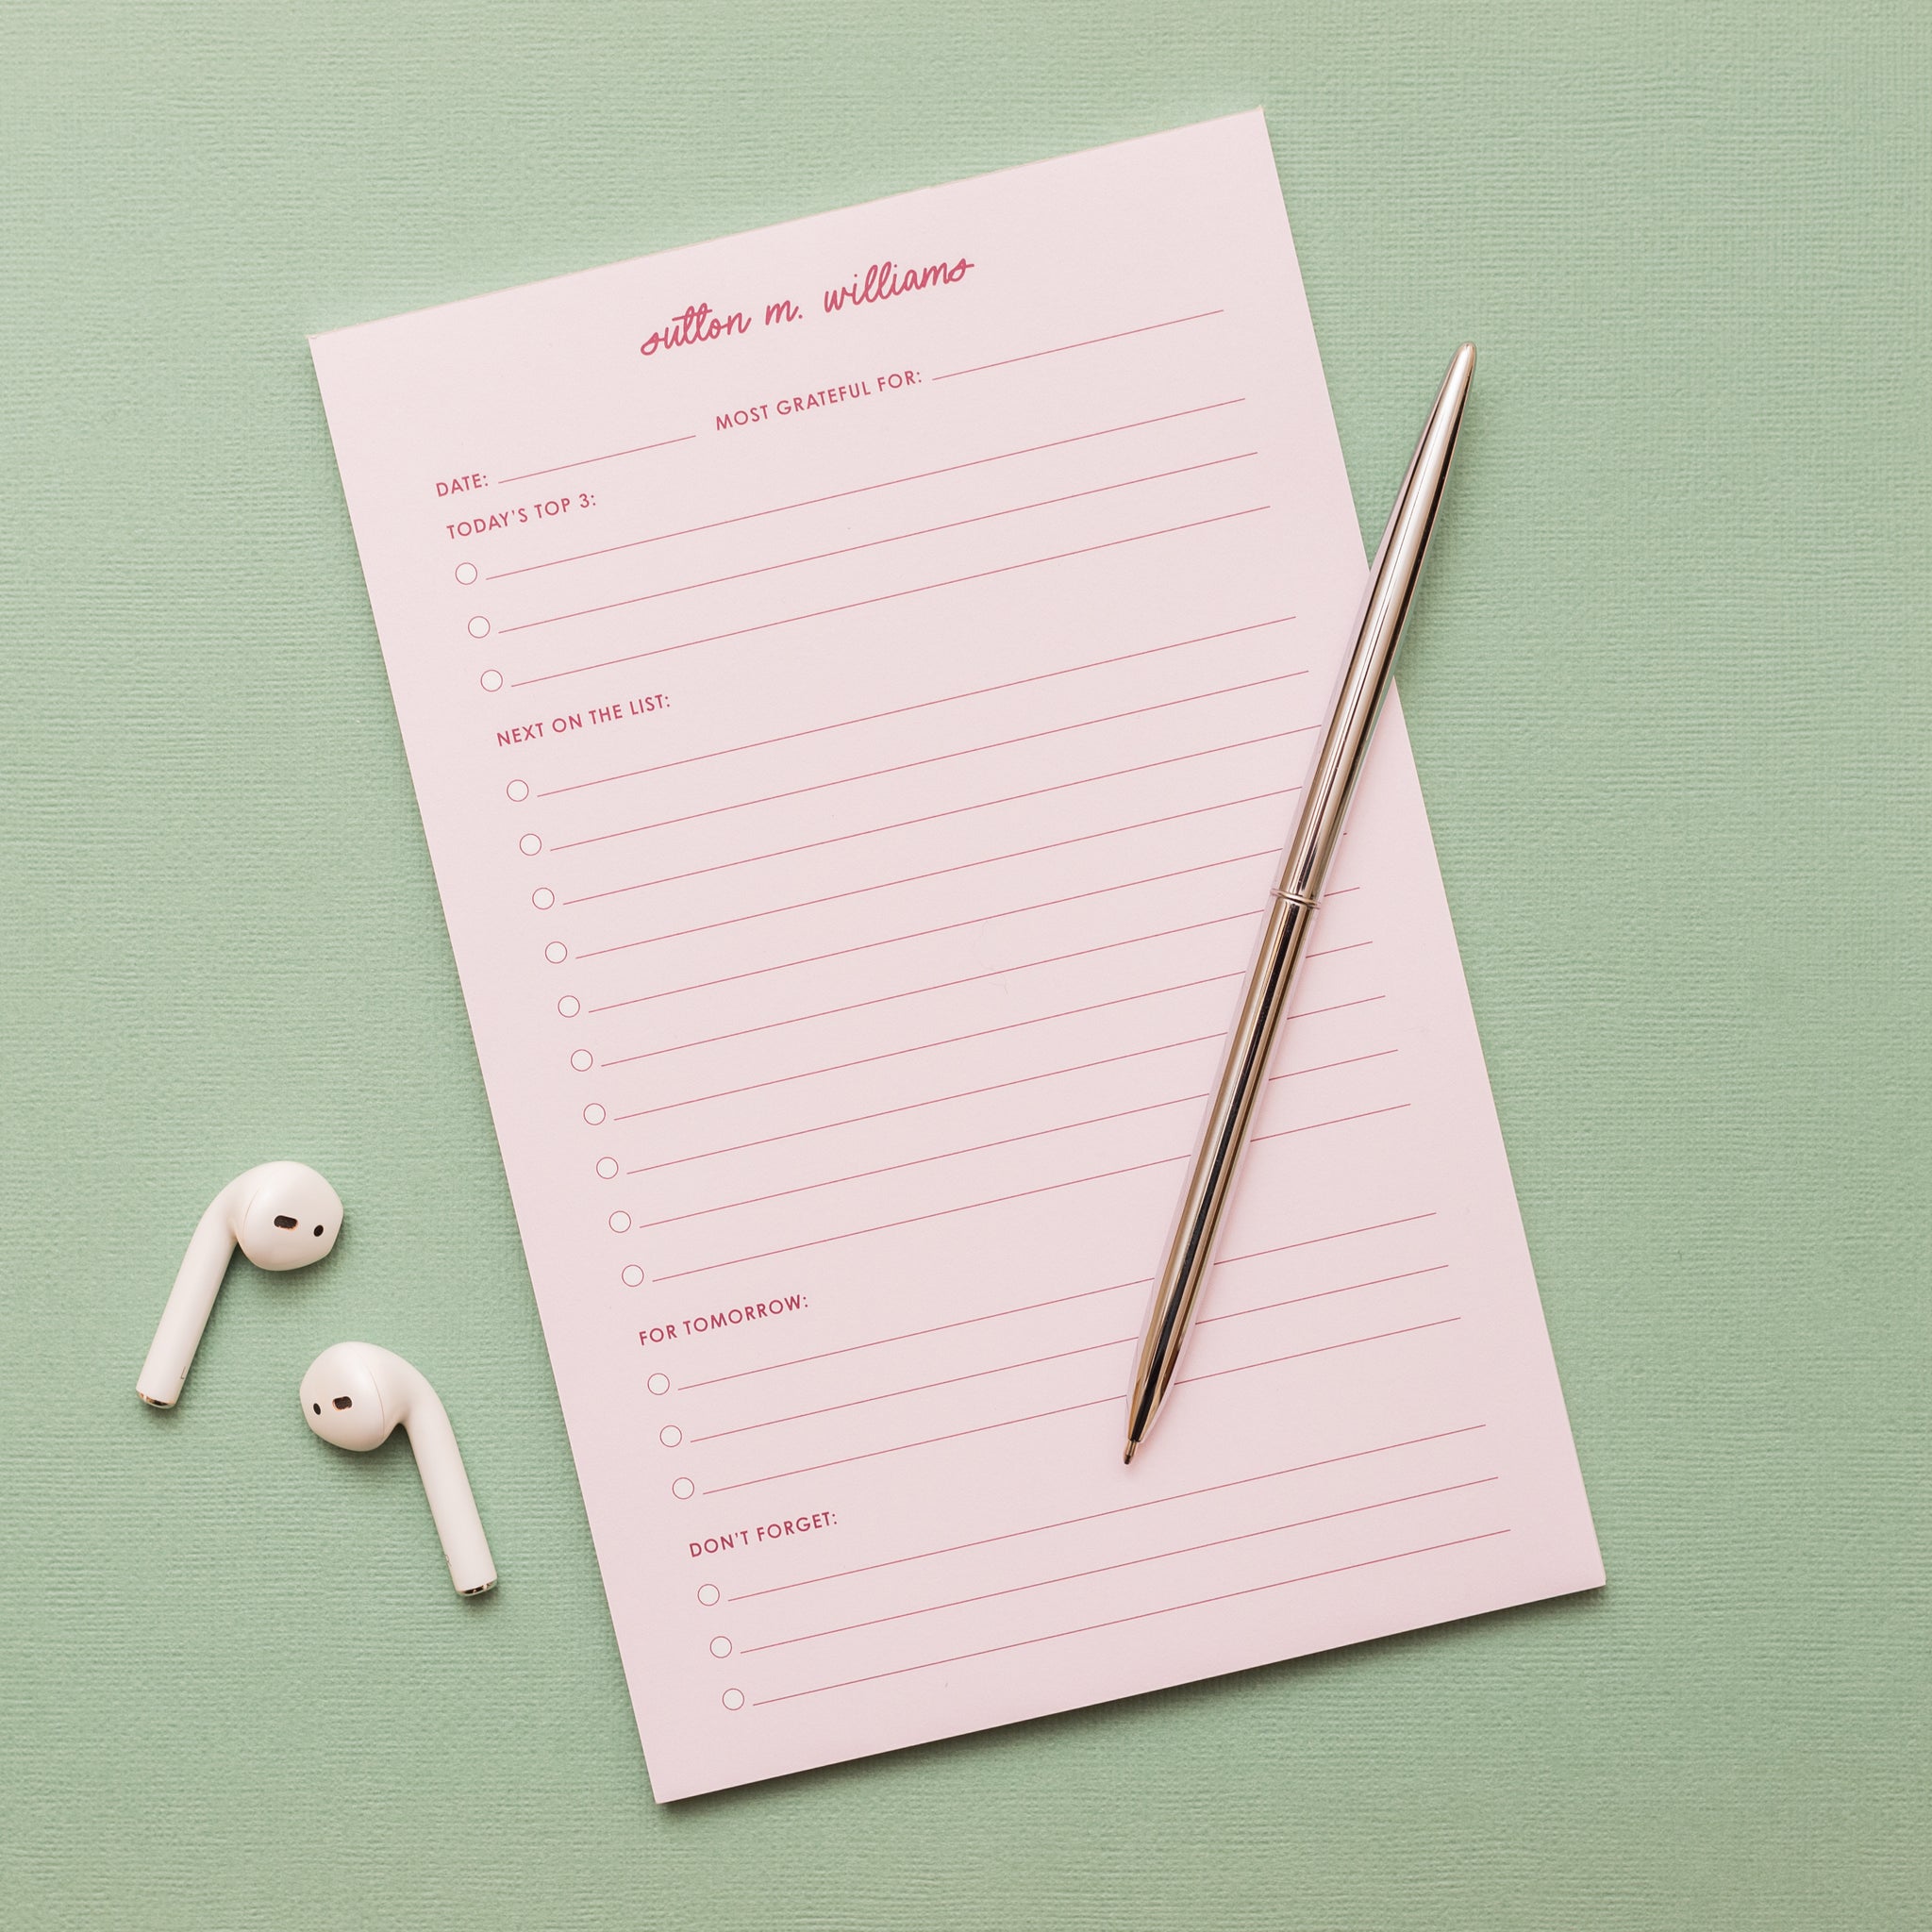 sutton m. williams
DATE: MOST GRATEFUL FOR:
TODAY'S TOP 3:
NEXT ON THE LIST:
FOR TOMORROW:
DON'T FORGET: